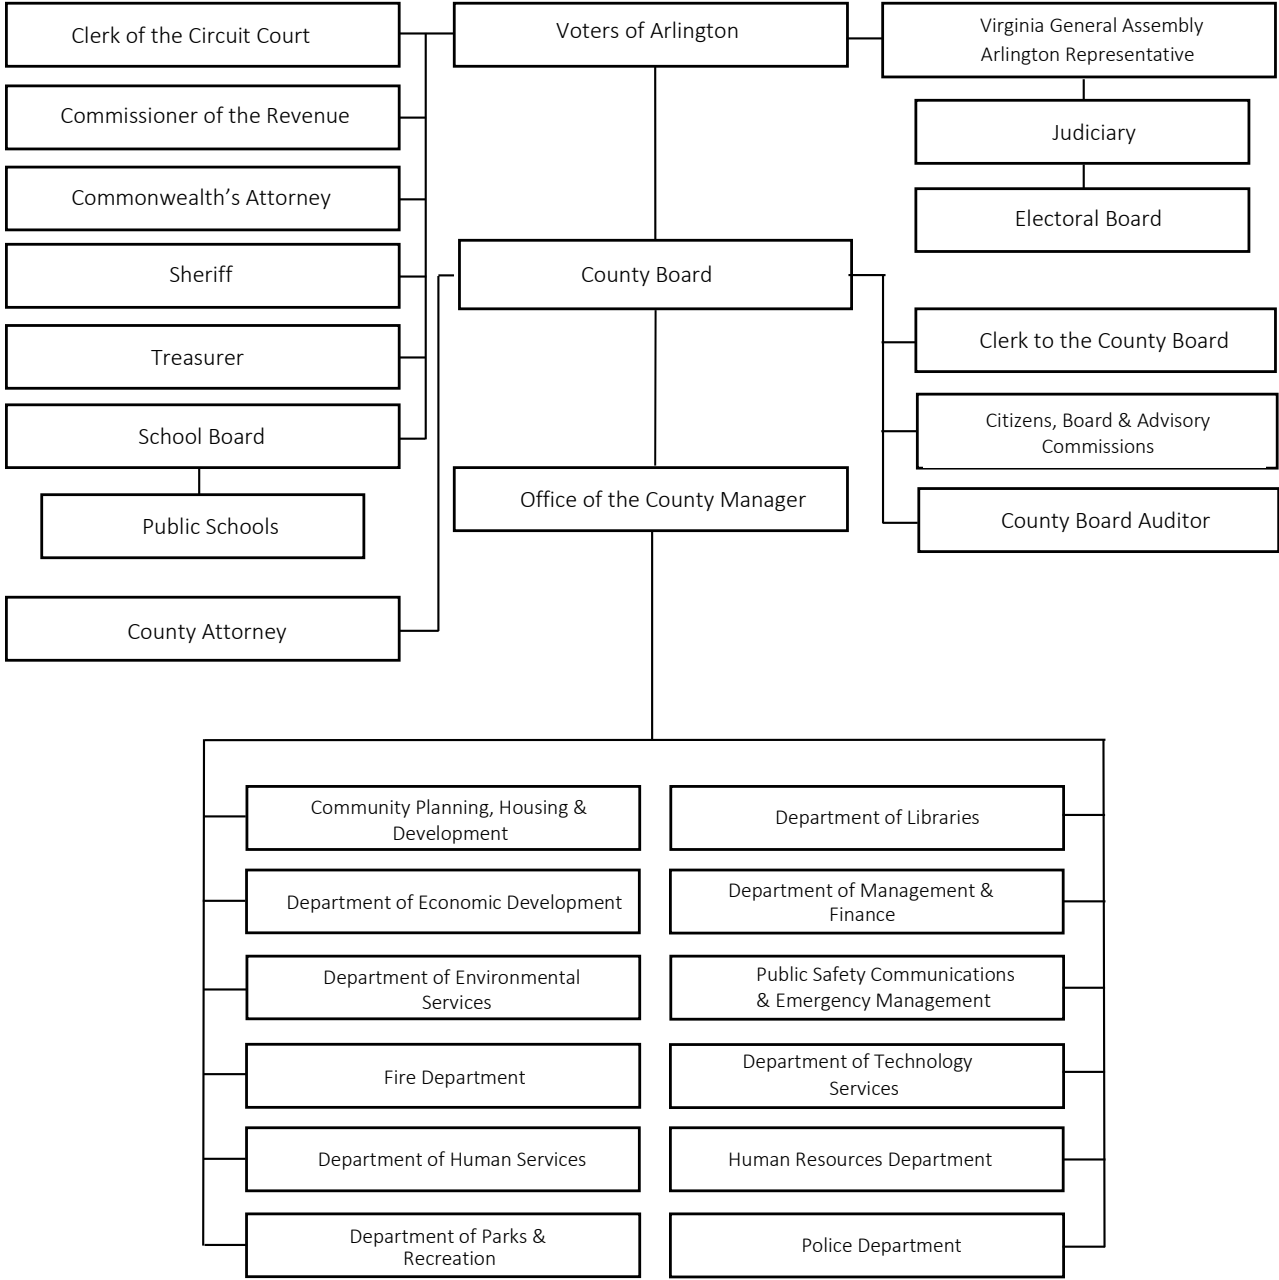 Clerk of the Circuit Court
Voters of Arlington
Virginia General Assembly
Arlington Representative
Commissioner of the Revenue
Judiciary
Commonwealth’s Attorney
Electoral Board
Sheriff
County Board
Treasurer
Clerk to the County Board
School Board
Citizens, Board & Advisory
Commissions
Public Schools
Office of the County Manager
County Board Auditor
County Attorney
Community Planning, Housing &
Development
Department of Libraries
Department of Economic Development
Department of Management &
Finance
Department of Environmental
Services
Public Safety Communications
& Emergency Management
Fire Department
Department of Technology
Services
Department of Human Services
Human Resources Department
Department of Parks &
Recreation
Police Department